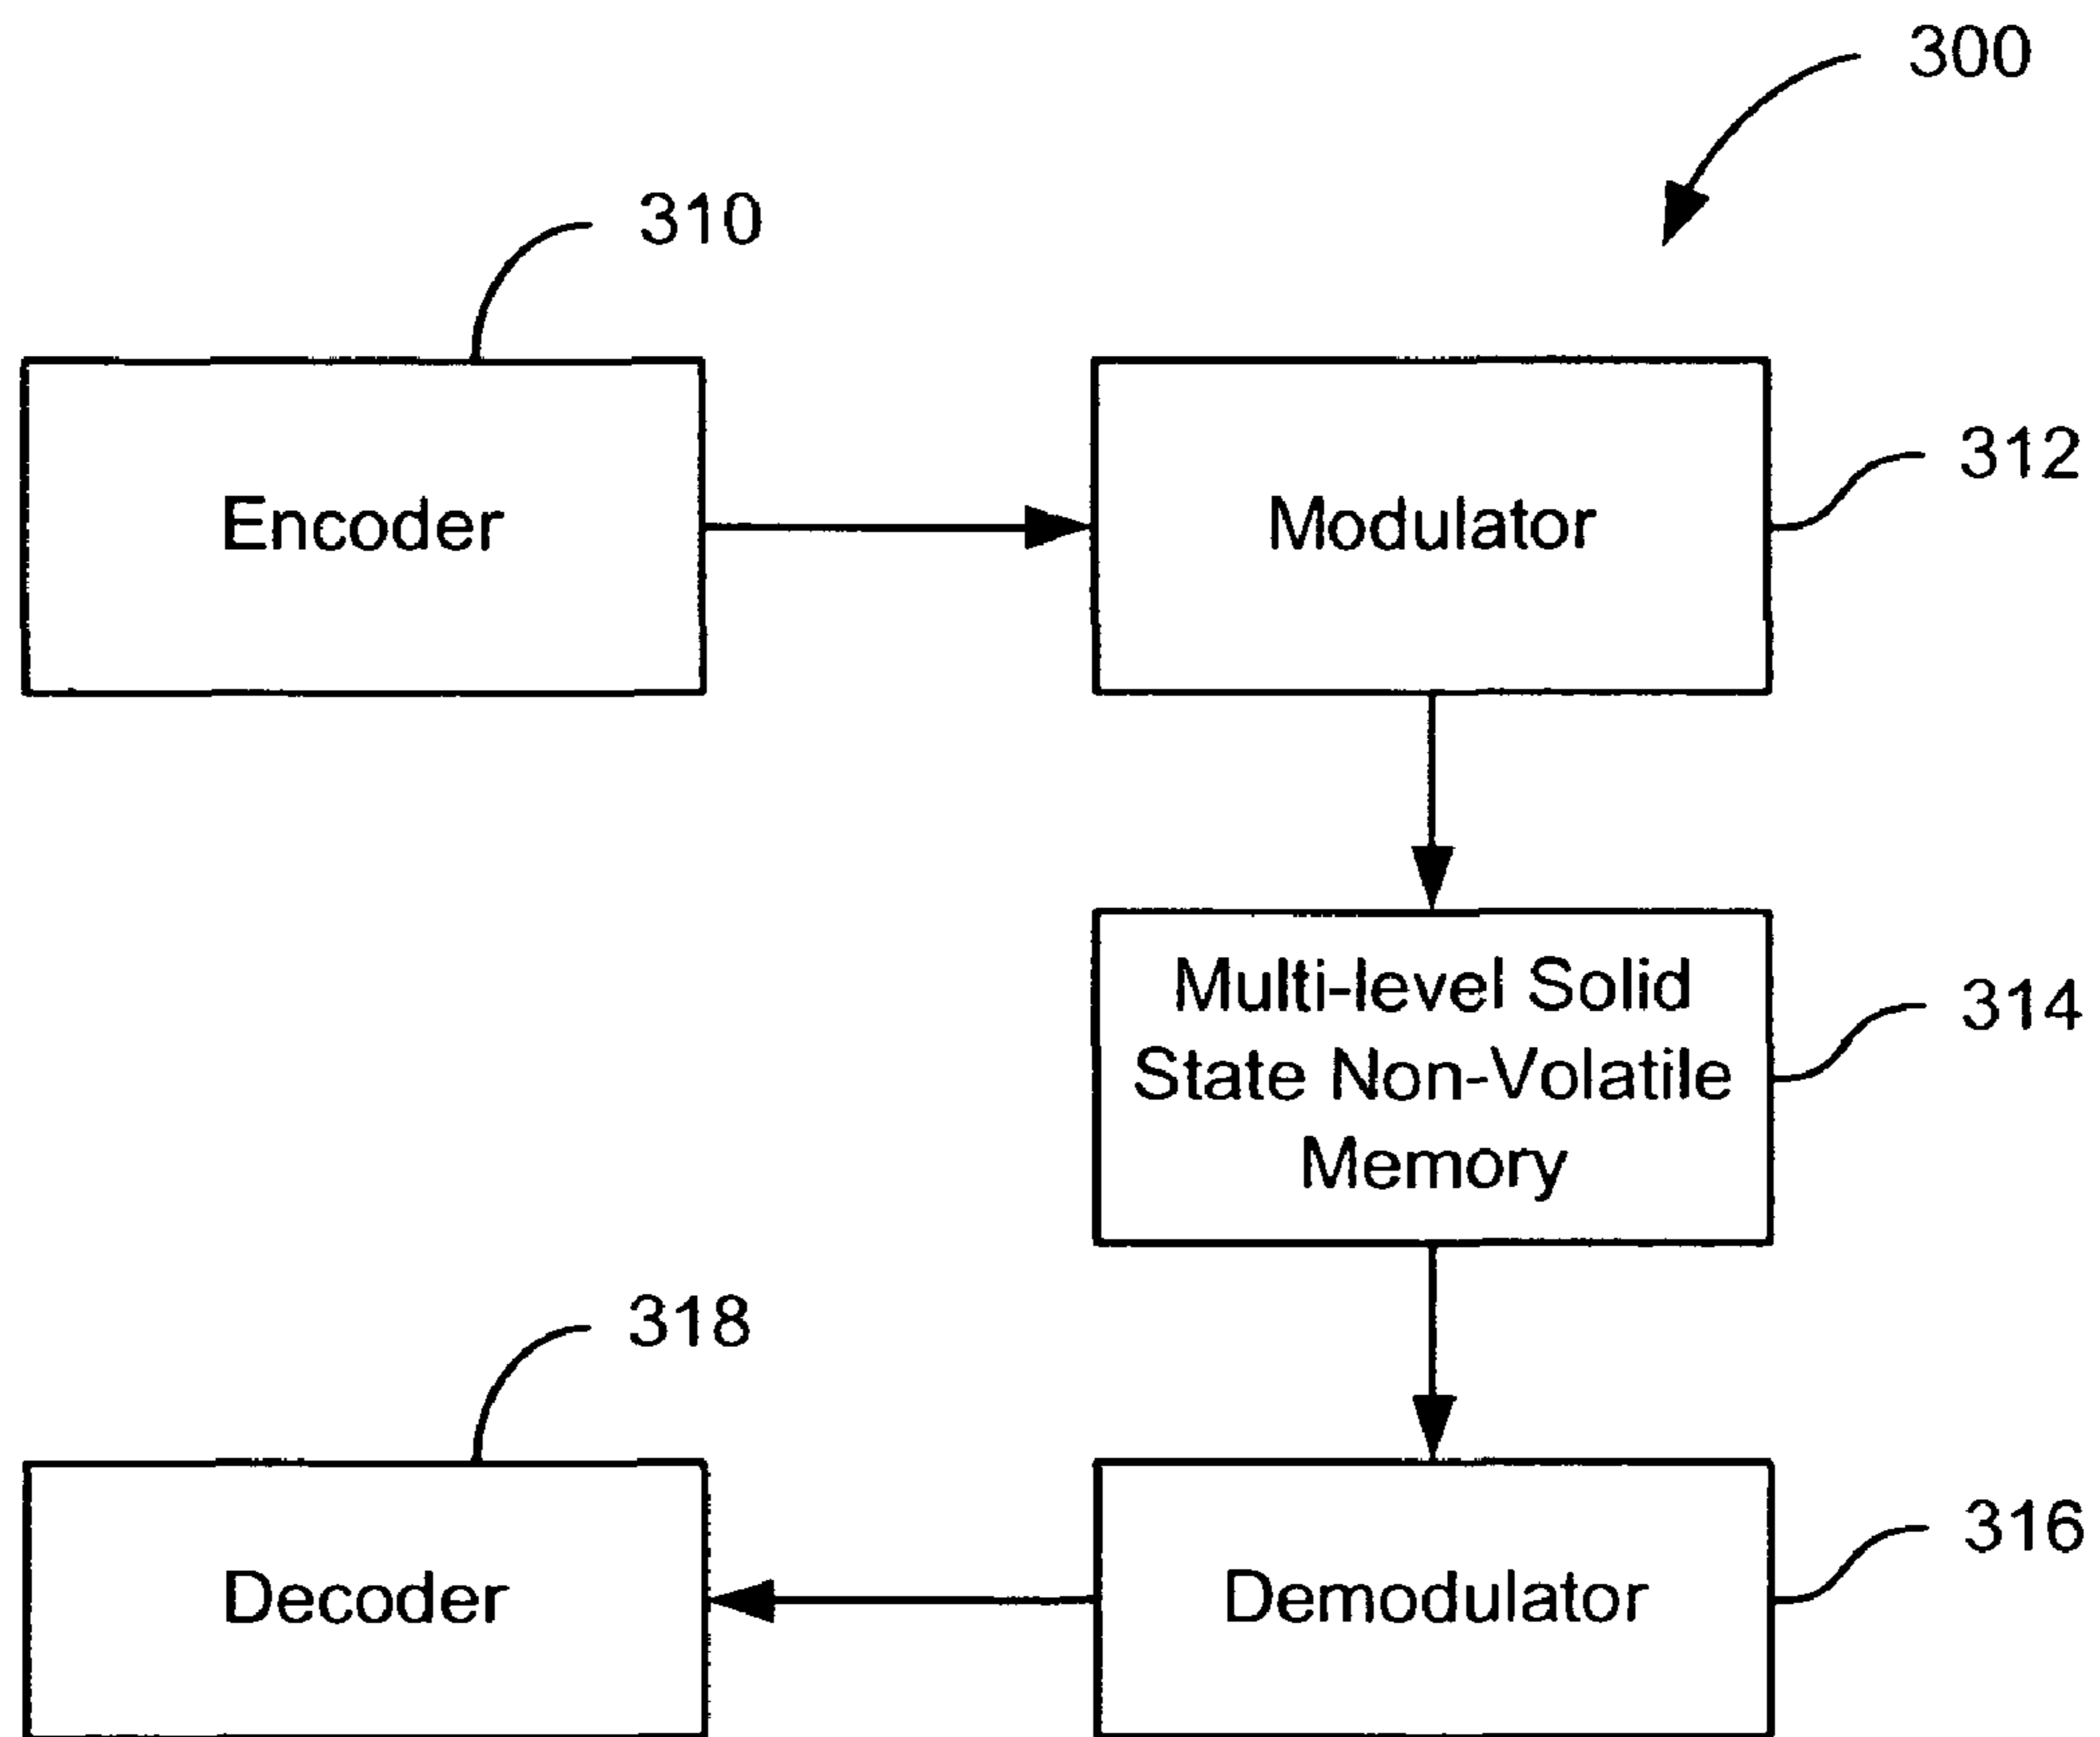 300
310
Encoder
Modulator
312
Multi-level Solid
State Non-Volatile
Memory
314
318
Decoder
Demodulator
316